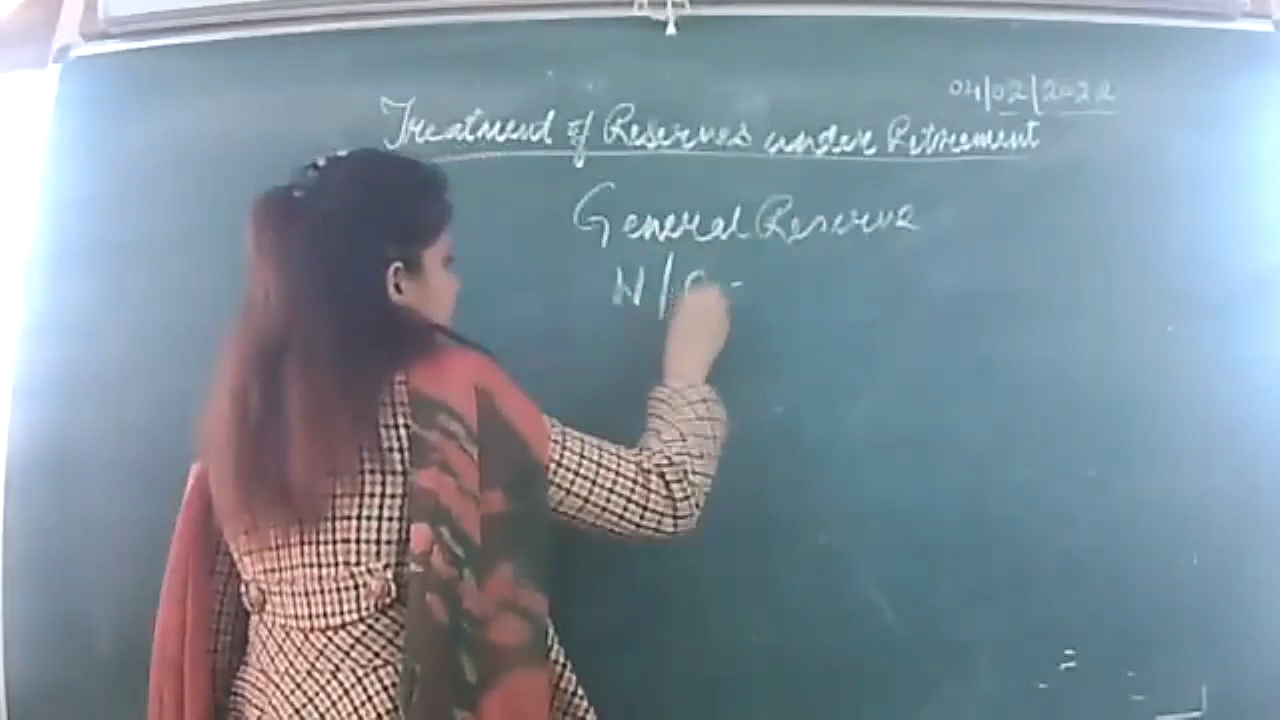 04/02/2022
Treatment of Reserves under Retirement
General Reserve
N/